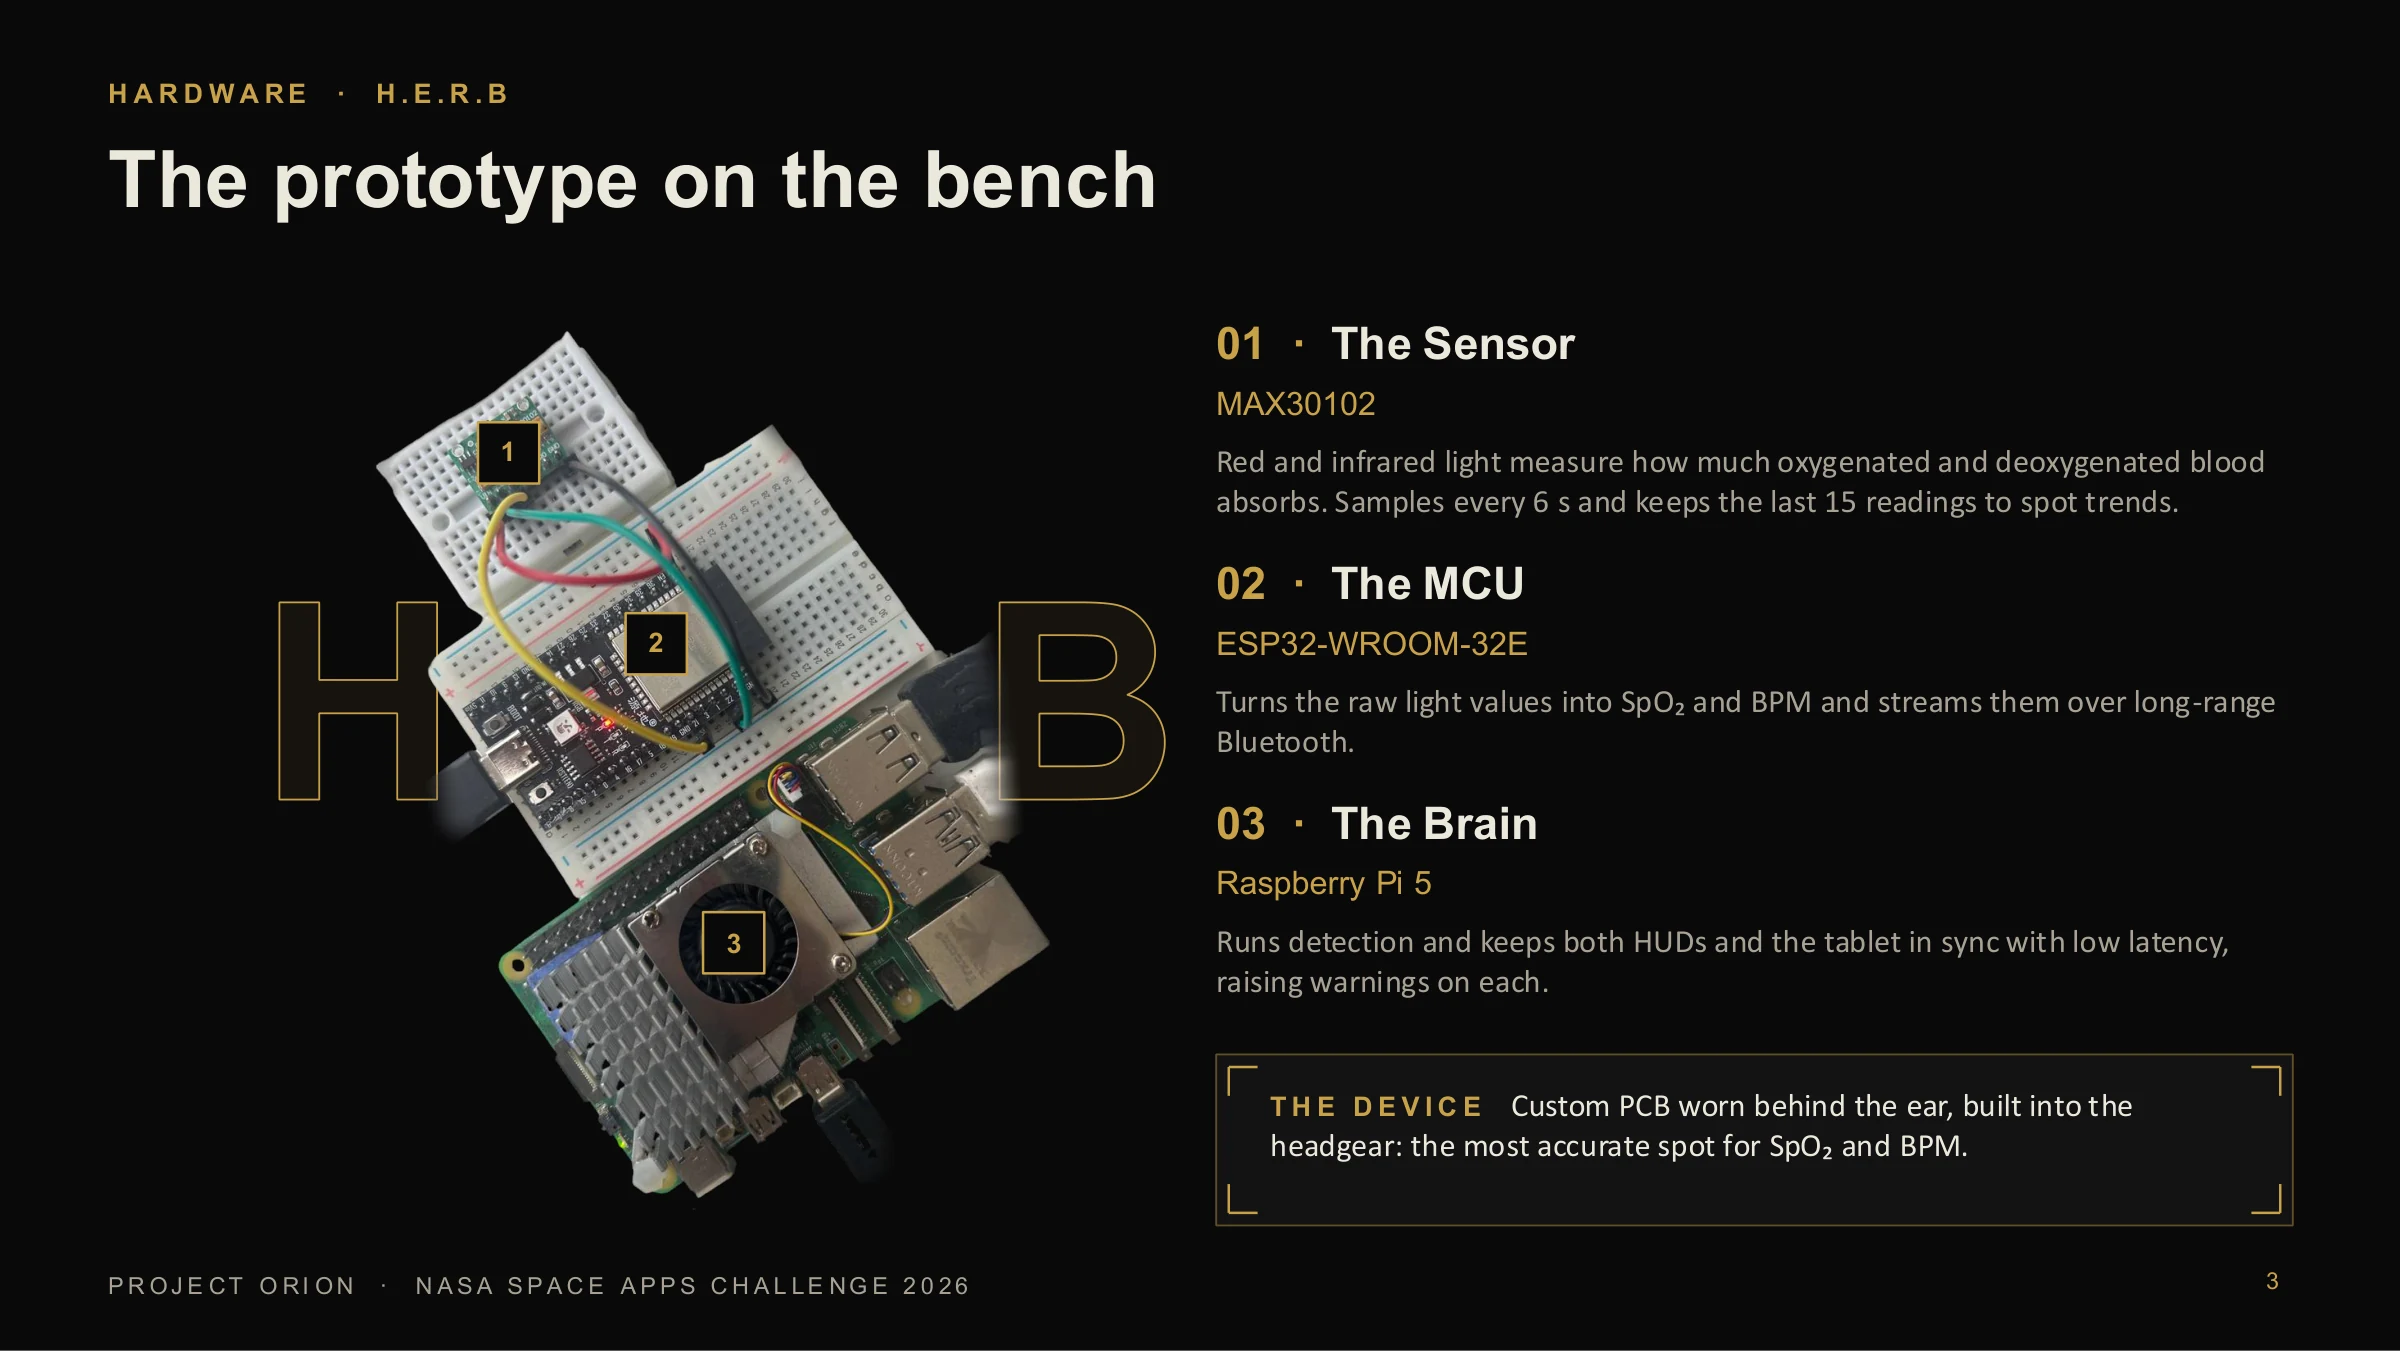 HARDWARE · H.E.R.B
The prototype on the bench
1
2
3
H
B
01 · The Sensor
MAX30102
Red and infrared light measure how much oxygenated and deoxygenated blood
absorbs. Samples every 6 s and keeps the last 15 readings to spot trends.
02 · The MCU
ESP32-WROOM-32E
Turns the raw light values into SpO₂ and BPM and streams them over long-range
Bluetooth.
03 · The Brain
Raspberry Pi 5
Runs detection and keeps both HUDs and the tablet in sync with low latency,
raising warnings on each.
THE DEVICE Custom PCB worn behind the ear, built into the
headgear: the most accurate spot for SpO₂ and BPM.
PROJECT ORION · NASA SPACE APPS CHALLENGE 2026
3